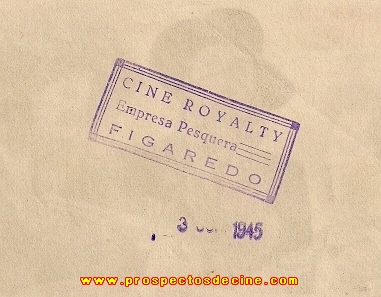 CINE ROYALTY
Empresa Pesquera
FIGAREDO
3 1945
www.prospectosdecine.com